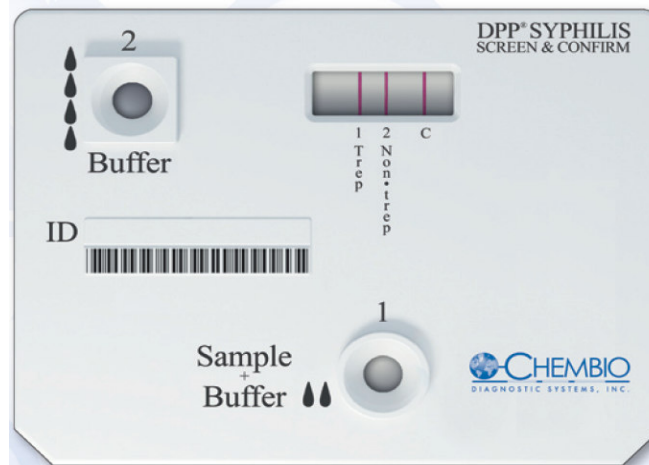 DPP® SYPHILIS
SCREEN & CONFIRM
2
Buffer
1 2 C
Trep
Non•trep
ID
1
Sample
+
Buffer
CHEMBIO
DIAGNOSTIC SYSTEMS, INC.